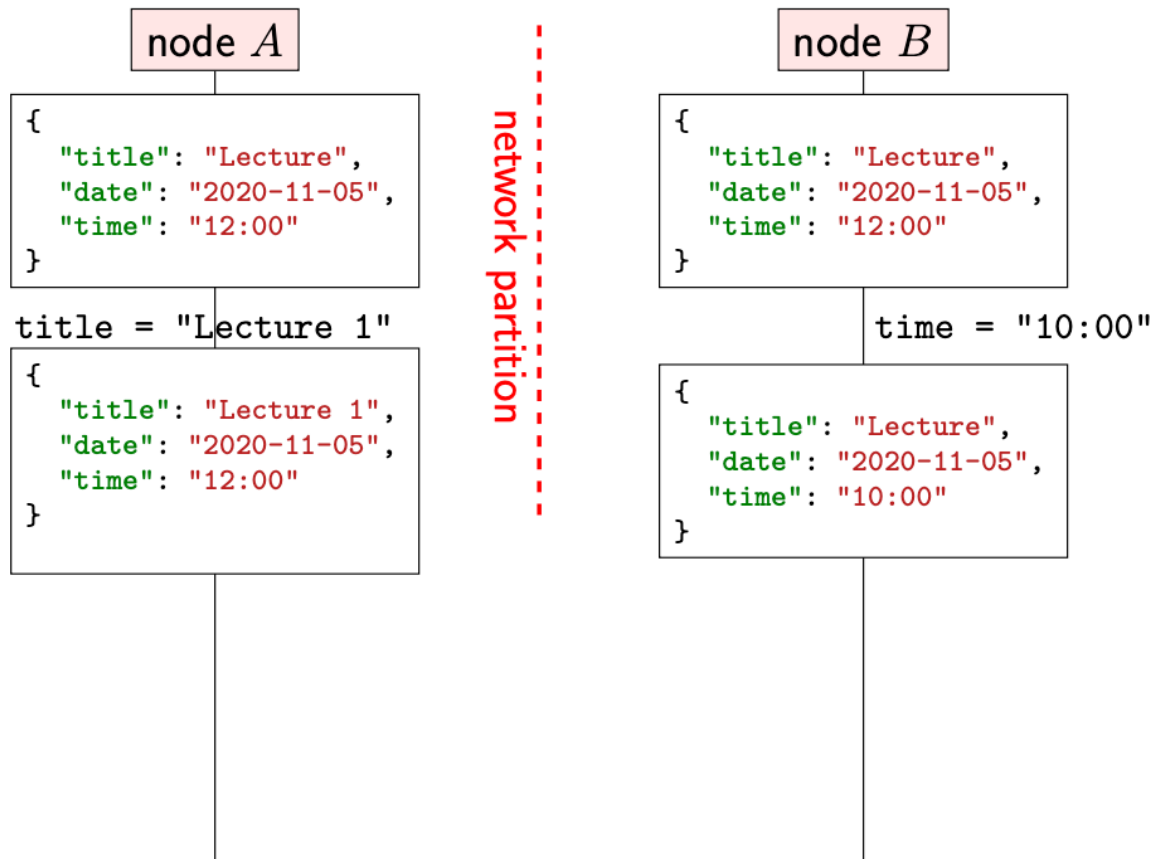 node A
{
"title": "Lecture",
"date": "2020-11-05",
"time": "12:00"
}
title = "Lecture 1"
{
"title": "Lecture 1",
"date": "2020-11-05",
"time": "12:00"
}
network partition
node B
{
"title": "Lecture",
"date": "2020-11-05",
"time": "12:00"
}
time = "10:00"
{
"title": "Lecture",
"date": "2020-11-05",
"time": "10:00"
}